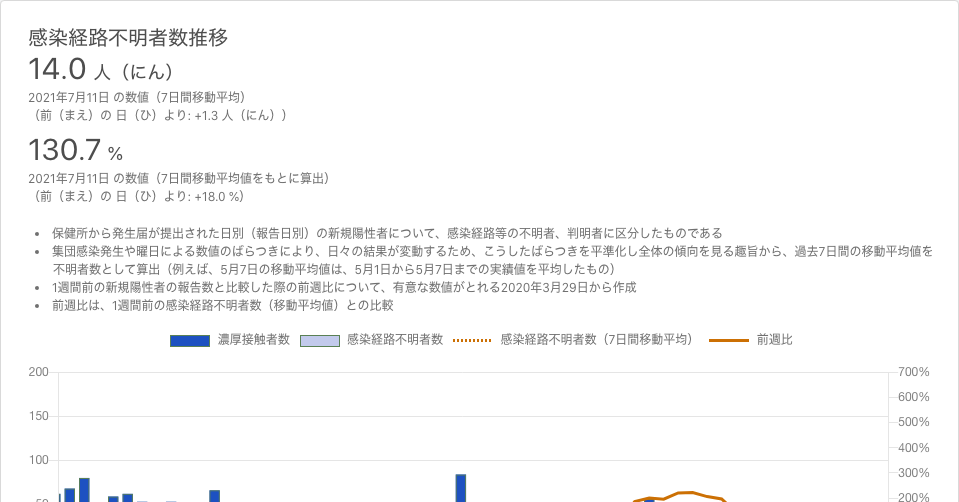 感染経路不明者数推移
14.0 人（にん）
2021年7月11日 の数値（7日間移動平均）
（前（まえ）の 日（ひ）より: +1.3 人（にん））
130.7 %
2021年7月11日 の数値（7日間移動平均値をもとに算出）
（前（まえ）の 日（ひ）より: +18.0 %）
• 保健所から発生届が提出された日別（報告日別）の新規陽性者について、感染経路等の不明者、判明者に区分したものである
• 集団感染発生や曜日による数値のばらつきにより、日々の結果が変動するため、こうしたばらつきを平準化し全体の傾向を見る趣旨から、過去7日間の移動平均値を
不明者数として算出（例えば、5月7日の移動平均値は、5月1日から5月7日までの実績値を平均したもの）
• 1週間前の新規陽性者の報告数と比較した際の前週比について、有意な数値がとれる2020年3月29日から作成
• 前週比は、1週間前の感染経路不明者数（移動平均値）との比較
濃厚接触者数 感染経路不明者数 感染経路不明者数（7日間移動平均） 前週比
200 700%
600%
150 500%
400%
100 300%
50 200%